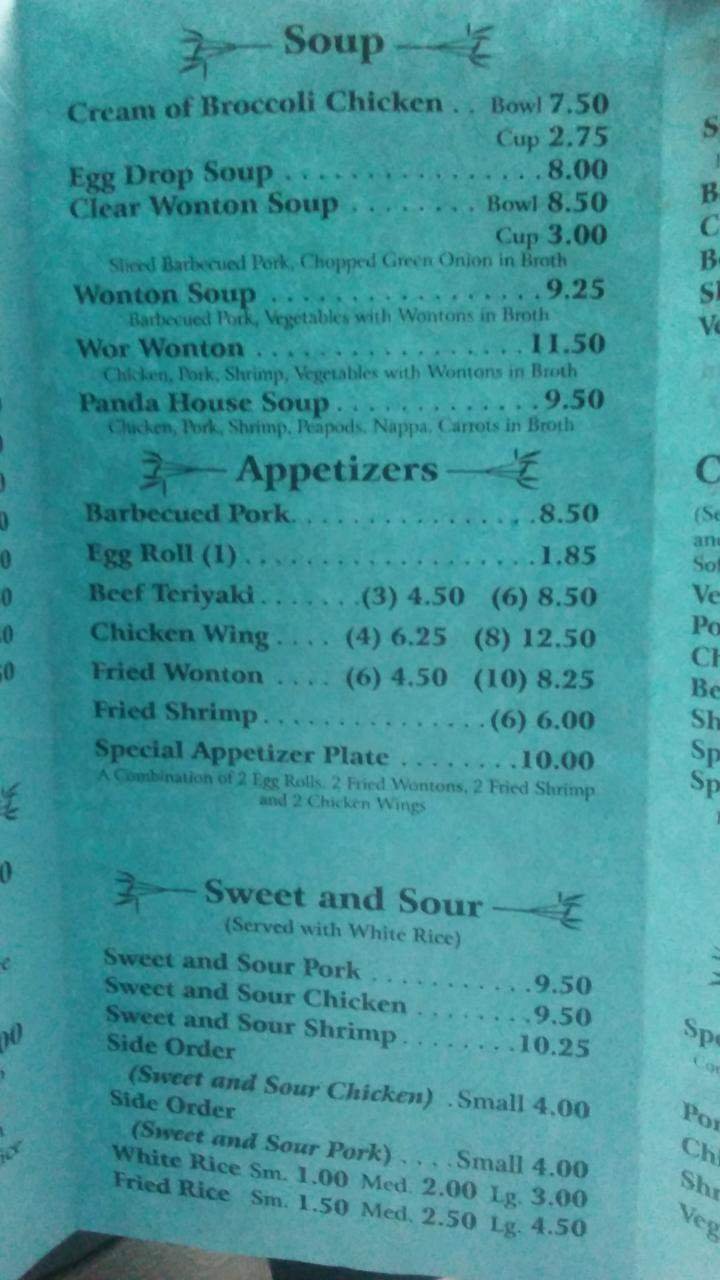 Soup
Cream of Broccoli Chicken . . Bowl 7.50
Cup 2.75
Egg Drop Soup . . . . . . . . . . . . . . . . . 8.00
Clear Wonton Soup . . . . . . . . Bowl 8.50
Cup 3.00
Sliced Barbecued Pork, Chopped Green Onion in Broth
Wonton Soup . . . . . . . . . . . . . . . . . . 9.25
Barbecued Pork, Vegetables with Wontons in Broth
Wor Wonton . . . . . . . . . . . . . . . . . . 11.50
Chicken, Pork, Shrimp, Vegetables with Wontons in Broth
Panda House Soup . . . . . . . . . . . . . 9.50
Chicken, Pork, Shrimp, Peapods, Nappa, Carrots in Broth
Appetizers
Barbecued Pork. . . . . . . . . . . . . . . . 8.50
Egg Roll (1) . . . . . . . . . . . . . . . . . . . . 1.85
Beef Teriyaki . . . . . . . (3) 4.50 (6) 8.50
Chicken Wing . . . . (4) 6.25 (8) 12.50
Fried Wonton . . . . (6) 4.50 (10) 8.25
Fried Shrimp . . . . . . . . . . . . . . . (6) 6.00
Special Appetizer Plate . . . . . . . . 10.00
A Combination of 2 Egg Rolls, 2 Fried Wontons, 2 Fried Shrimp
and 2 Chicken Wings
Sweet and Sour
(Served with White Rice)
Sweet and Sour Pork . . . . . . . . . . . 9.50
Sweet and Sour Chicken . . . . . . . . 9.50
Sweet and Sour Shrimp . . . . . . . . 10.25
Side Order
(Sweet and Sour Chicken) . Small 4.00
Side Order
(Sweet and Sour Pork) . . . . Small 4.00
White Rice Sm. 1.00 Med. 2.00 Lg. 3.00
Fried Rice Sm. 1.50 Med. 2.50 Lg. 4.50